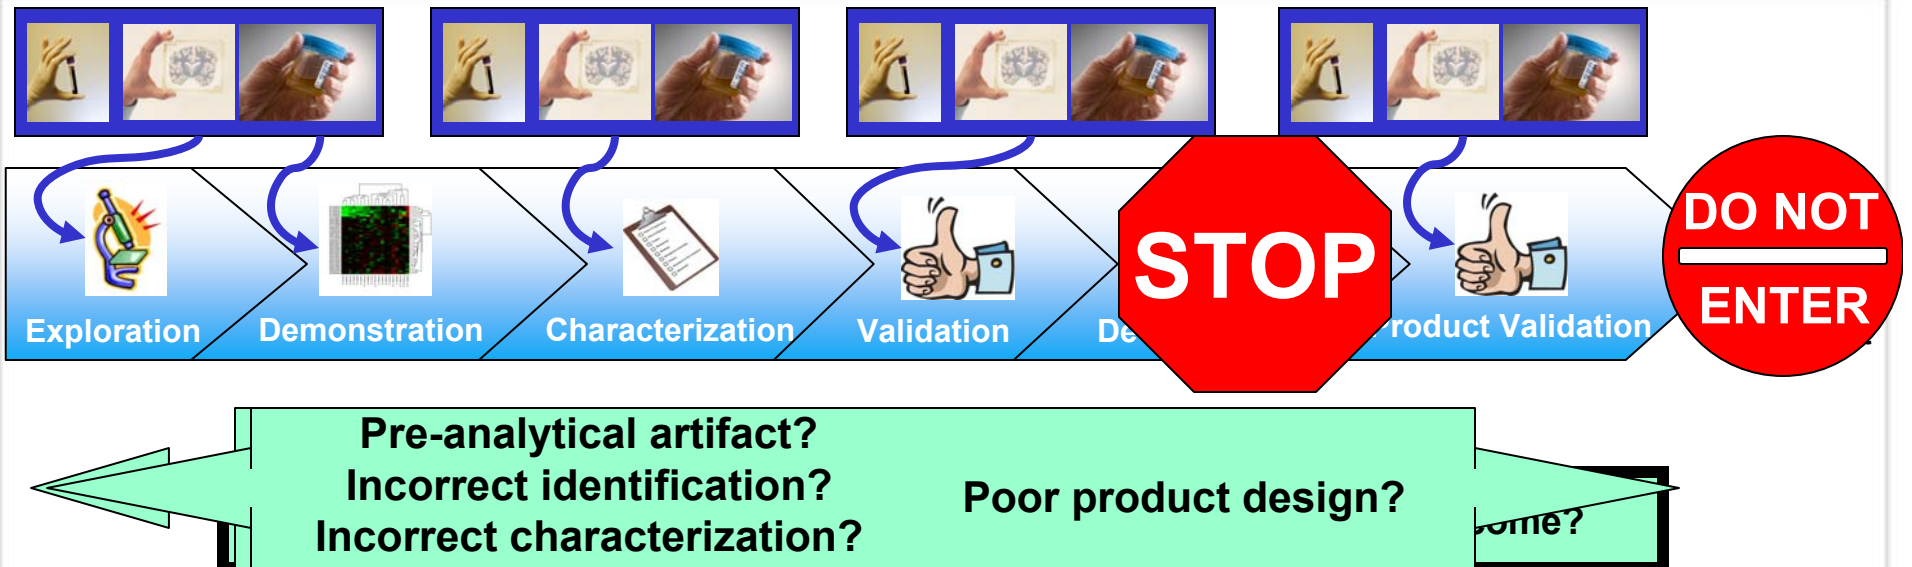 Exploration
Demonstration
Characterization
Validation
STOP
Product Validation
DO NOT
ENTER
Pre-analytical artifact?
Incorrect identification?
Incorrect characterization?
Poor product design?